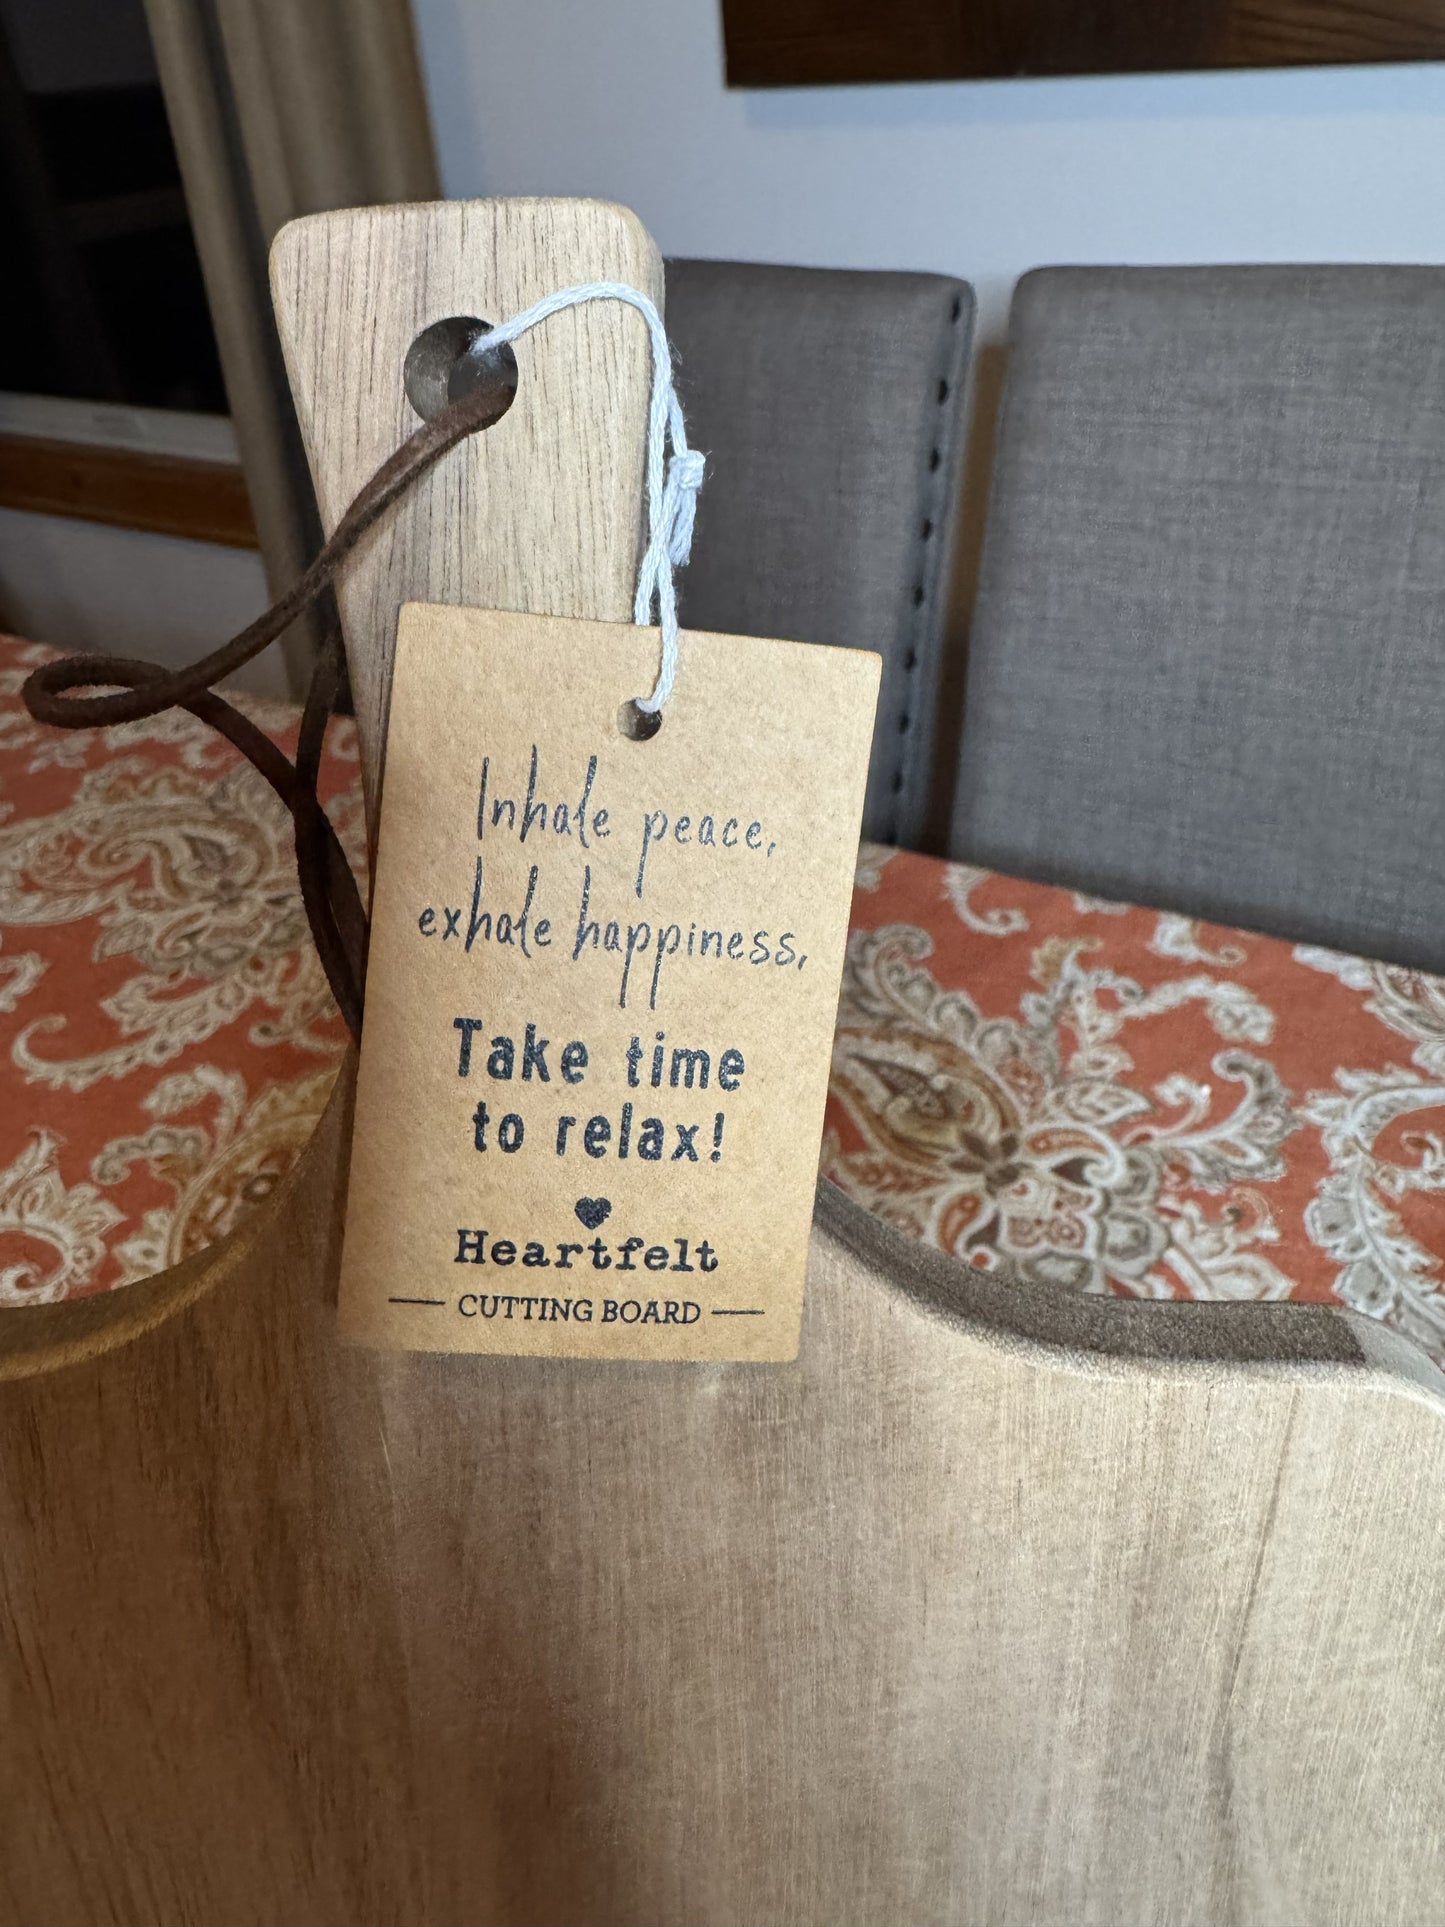 Inhale peace,
exhale happiness,
Take time
to relax!
Heartfelt
CUTTING BOARD